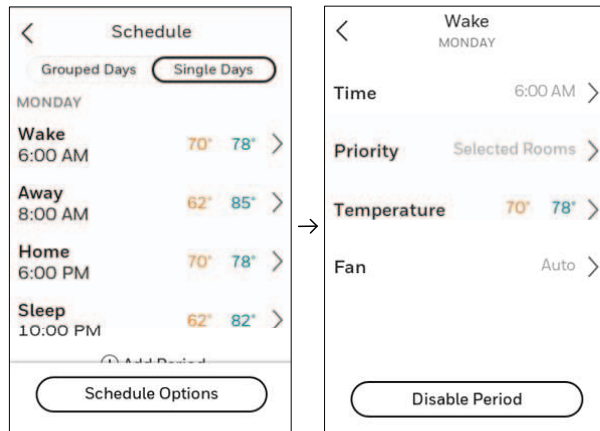 Schedule
Grouped Days Single Days
MONDAY
Wake
6:00 AM 70° 78°
Away
8:00 AM 62° 85°
Home
6:00 PM 70° 78°
Sleep
10:00 PM 62° 82°
Add Period
Schedule Options
Wake
MONDAY
Time 6:00 AM
Priority Selected Rooms
Temperature 70° 78°
Fan Auto
Disable Period